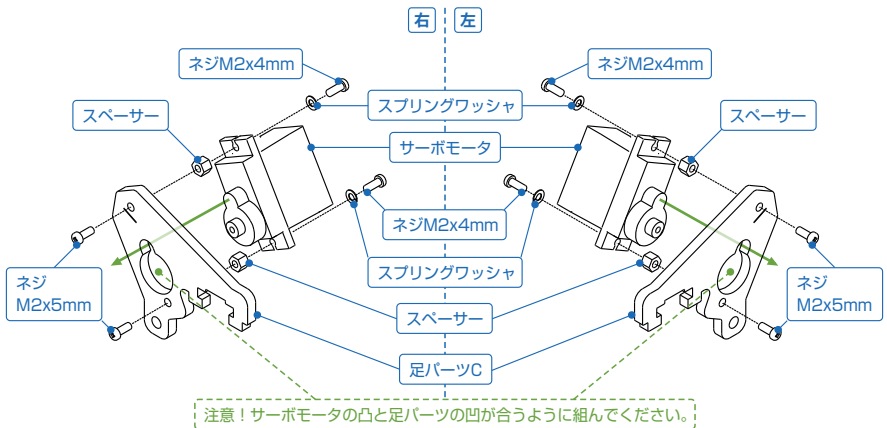 右 左
ネジM2x4mm
ネジM2x4mm
スプリングワッシャ
スペーサー
スペーサー
サーボモータ
ネジM2x4mm
スプリングワッシャ
ネジ
M2x5mm
ネジ
M2x5mm
スペーサー
足パーツC
注意！サーボモータの凸と足パーツの凹が合うように組んでください。